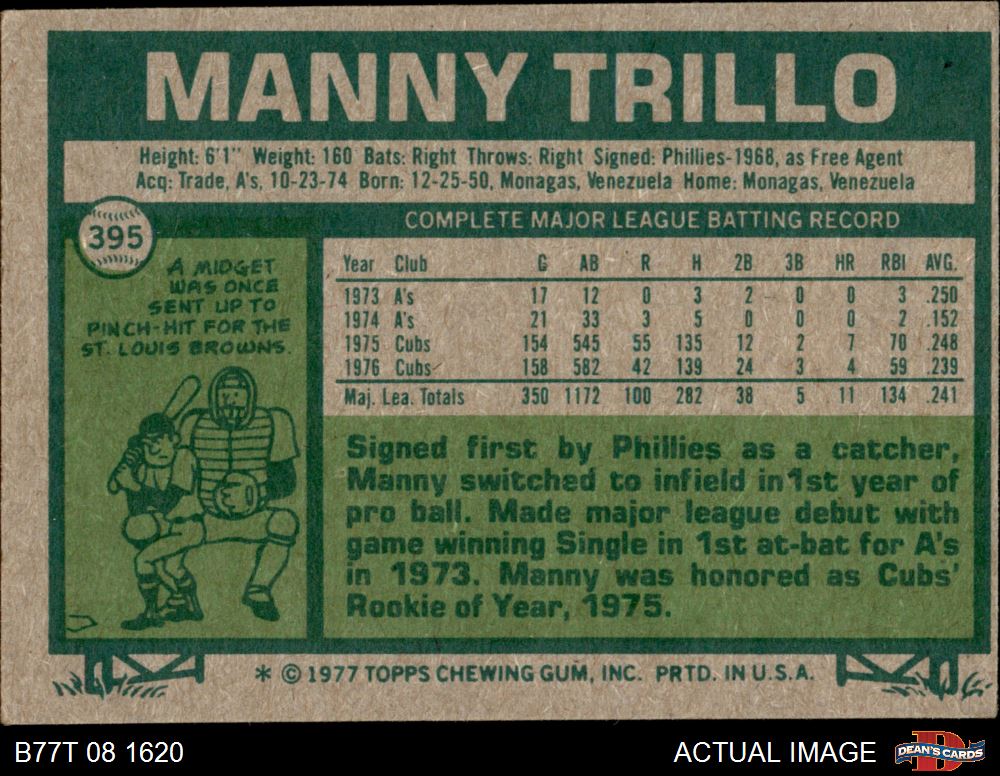 MANNY TRILLO
Height: 6'1" Weight: 160 Bats: Right Throws: Right Signed: Phillies-1968, as Free Agent
Acq: Trade, A's, 10-23-74 Born: 12-25-50, Monagas, Venezuela Home: Monagas, Venezuela
395
A MIDGET
WAS ONCE
SENT UP TO
PINCH-HIT FOR THE
ST. LOUIS BROWNS.
COMPLETE MAJOR LEAGUE BATTING RECORD
Year Club G AB R H 2B 3B HR RBI AVG.
1973 A's 17 12 0 3 2 0 0 3 .250
1974 A's 21 33 3 5 0 0 0 2 .152
1975 Cubs 154 545 55 135 12 2 7 70 .248
1976 Cubs 158 582 42 139 24 3 4 59 .239
Maj. Lea. Totals 350 1172 100 282 38 5 11 134 .241
Signed first by Phillies as a catcher,
Manny switched to infield in 1st year of
pro ball. Made major league debut with
game winning Single in 1st at-bat for A's
in 1973. Manny was honored as Cubs'
Rookie of Year, 1975.
* © 1977 TOPPS CHEWING GUM, INC. PRTD. IN U.S.A.
B77T 08 1620
ACTUAL IMAGE
D
DEAN'S CARDS